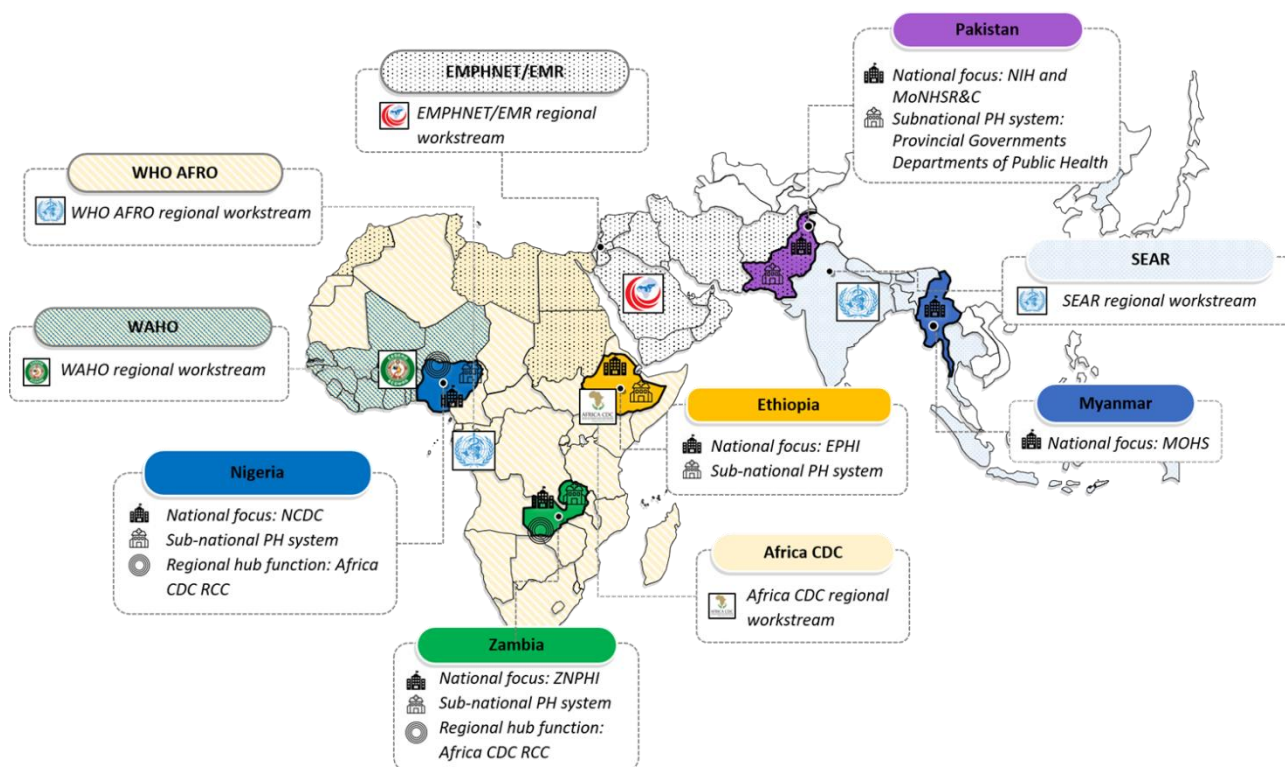 Pakistan
National focus: NIH and
MoNHSR&C
Subnational PH system:
Provincial Governments
Departments of Public Health
EMPHNET/EMR
EMPHNET/EMR regional
workstream
WHO AFRO
WHO AFRO regional workstream
SEAR
SEAR regional workstream
WAHO
WAHO regional workstream
AFRICA CDC
Ethiopia
National focus: EPHI
Sub-national PH system
Myanmar
National focus: MOHS
Nigeria
National focus: NCDC
Sub-national PH system
Regional hub function: Africa
CDC RCC
Africa CDC
AFRICA CDC
Africa CDC regional
workstream
Zambia
National focus: ZNPHI
Sub-national PH system
Regional hub function:
Africa CDC RCC